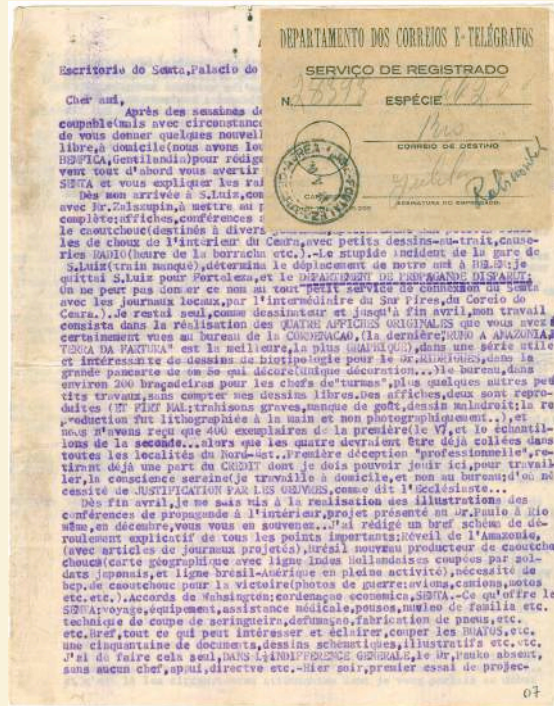 DEPARTAMENTO DOS CORREIOS E TELÉGRAFOS
SERVIÇO DE REGISTRADO
N. 28393 ESPÉCIE
Rio
CORREIO DE DESTINO
ASSINATURA DO EMPREGADO
Escritorio do Semta,Palacio do
Cher ami,
Après des semaines de
coupable(mais avec circonstance
de vous donner quelques nouvell
libre,à domicile(nous avons lou
BEMFICA,Gentilandia)pour rédig
vent tout d'abord vous avertir
SEMTA et vous expliquer les rai
Dès mon arrivée à S.Luiz,com
avec Mr.Zalszupin,à mettre au
complète;affiches,conférences a
le caoutchouc(destinés à divers
les de choux de l'intérieur du Ceara,avec petits dessins-au-trait,cause-
ries RADIO(heure de la borracha etc.).-Le stupide incident de la gare de
S.Luiz(train manqué),détermina le déplacement de notre ami à BELEM;je
quittai S.Luiz pour Fortaleza,et le DEPARTEMENT DE PROPAGANDE DISPARUT.
On ne peut pas donner ce nom au tout petit service de connexion du Semta
avec les journaux locaux,par l'intermédiaire du Snr Pires,du Coreio do
Ceara.).Je restai seul,comme dessinateur et jusqu'à fin avril,mon travail
consista dans la réalisation des QUATRE AFFICHES ORIGINALES que vous avez
certainement vues au bureau de la CORDENACAO,(la dernière,"RUMO A AMAZONIA,
TERRA DA FARTURA" est la meilleure,la plus GRAPHIQUE),dans une série utile
et intéressante de dessins de biotipologie pour le Dr.RODRIGUES,dans la
grande pancarte de 6m 50 qui décore(unique décoration...)le bureau,dans
environ 200 braçadeiras pour les chefs de"turmas",plus quelques autres pe-
tits travaux,sans compter mes dessins libres.Des affiches,deux sont repro-
duites (ET FORT MAL:trahisons graves,manque de goût,dessin maladroit:la re
production fut lithographiée à la main et non photographiquement..),et
nous n'avons reçu que 400 exemplaires de la première(le V),et le échantil-
lons de la seconde...alors que les quatre devraient être déjà collées dans
toutes les localités du Nord-Est..Première déception "professionnelle",re-
tirant déjà une part du CREDIT dont je dois pouvoir jouir ici,pour travail
ler,la conscience sereine(je travaille à domicile,et non au bureau;d'où né
cessité de JUSTIFICATION PAR LES OEUVRES,comme dit l'Ecclésiaste...
Dès fin avril,je me suis mis à la réalisation des illustrations des
conférences de propagande à l'intérieur,projet présenté au Dr.Paulo à Rio
même,en décembre,vous vous en souvenez...J'ai rédigé un bref schéma de dé-
roulement explicatif de tous les points importants:Réveil de l'Amazonie,
(avec articles de journaux projetés),Brésil nouveau producteur de caoutcho
chouc(carte géographique avec ligne Indes Hollandaises coupées par sol-
dats japonais,et ligne brésil-Amérique en pleine activité),nécessité de
bcp.de caoutchouc pour la Victoire(photos de guerre:avions,camions,motos
etc.etc.).Accords de Wahsington;cordenaçao economica,SEMTA.-Ce qu'offre le
SEMTA:voyage,équipement,assistance médicale,pousos,nucleo de familia etc.
technique de coupe de seringueira,defumaçao,fabrication de pneus,etc.
etc.Bref,tout ce qui peut intéresser et éclairer,couper les BOATOS,etc.
une cinquantaine de documents,dessins schématiques,illustratifs etc.etc.
J'ai de faire cela seul,DANS L'INDIFFERENCE GENERALE,le Dr.Pauko absent,
sans aucun chef,appui,directve etc.-Hier soir,premier essai de projec-
07